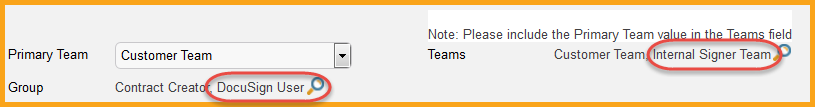 Note: Please include the Primary Team value in the Teams field
Primary Team Customer Team Teams Customer Team, Internal Signer Team
Group Contract Creator, DocuSign User